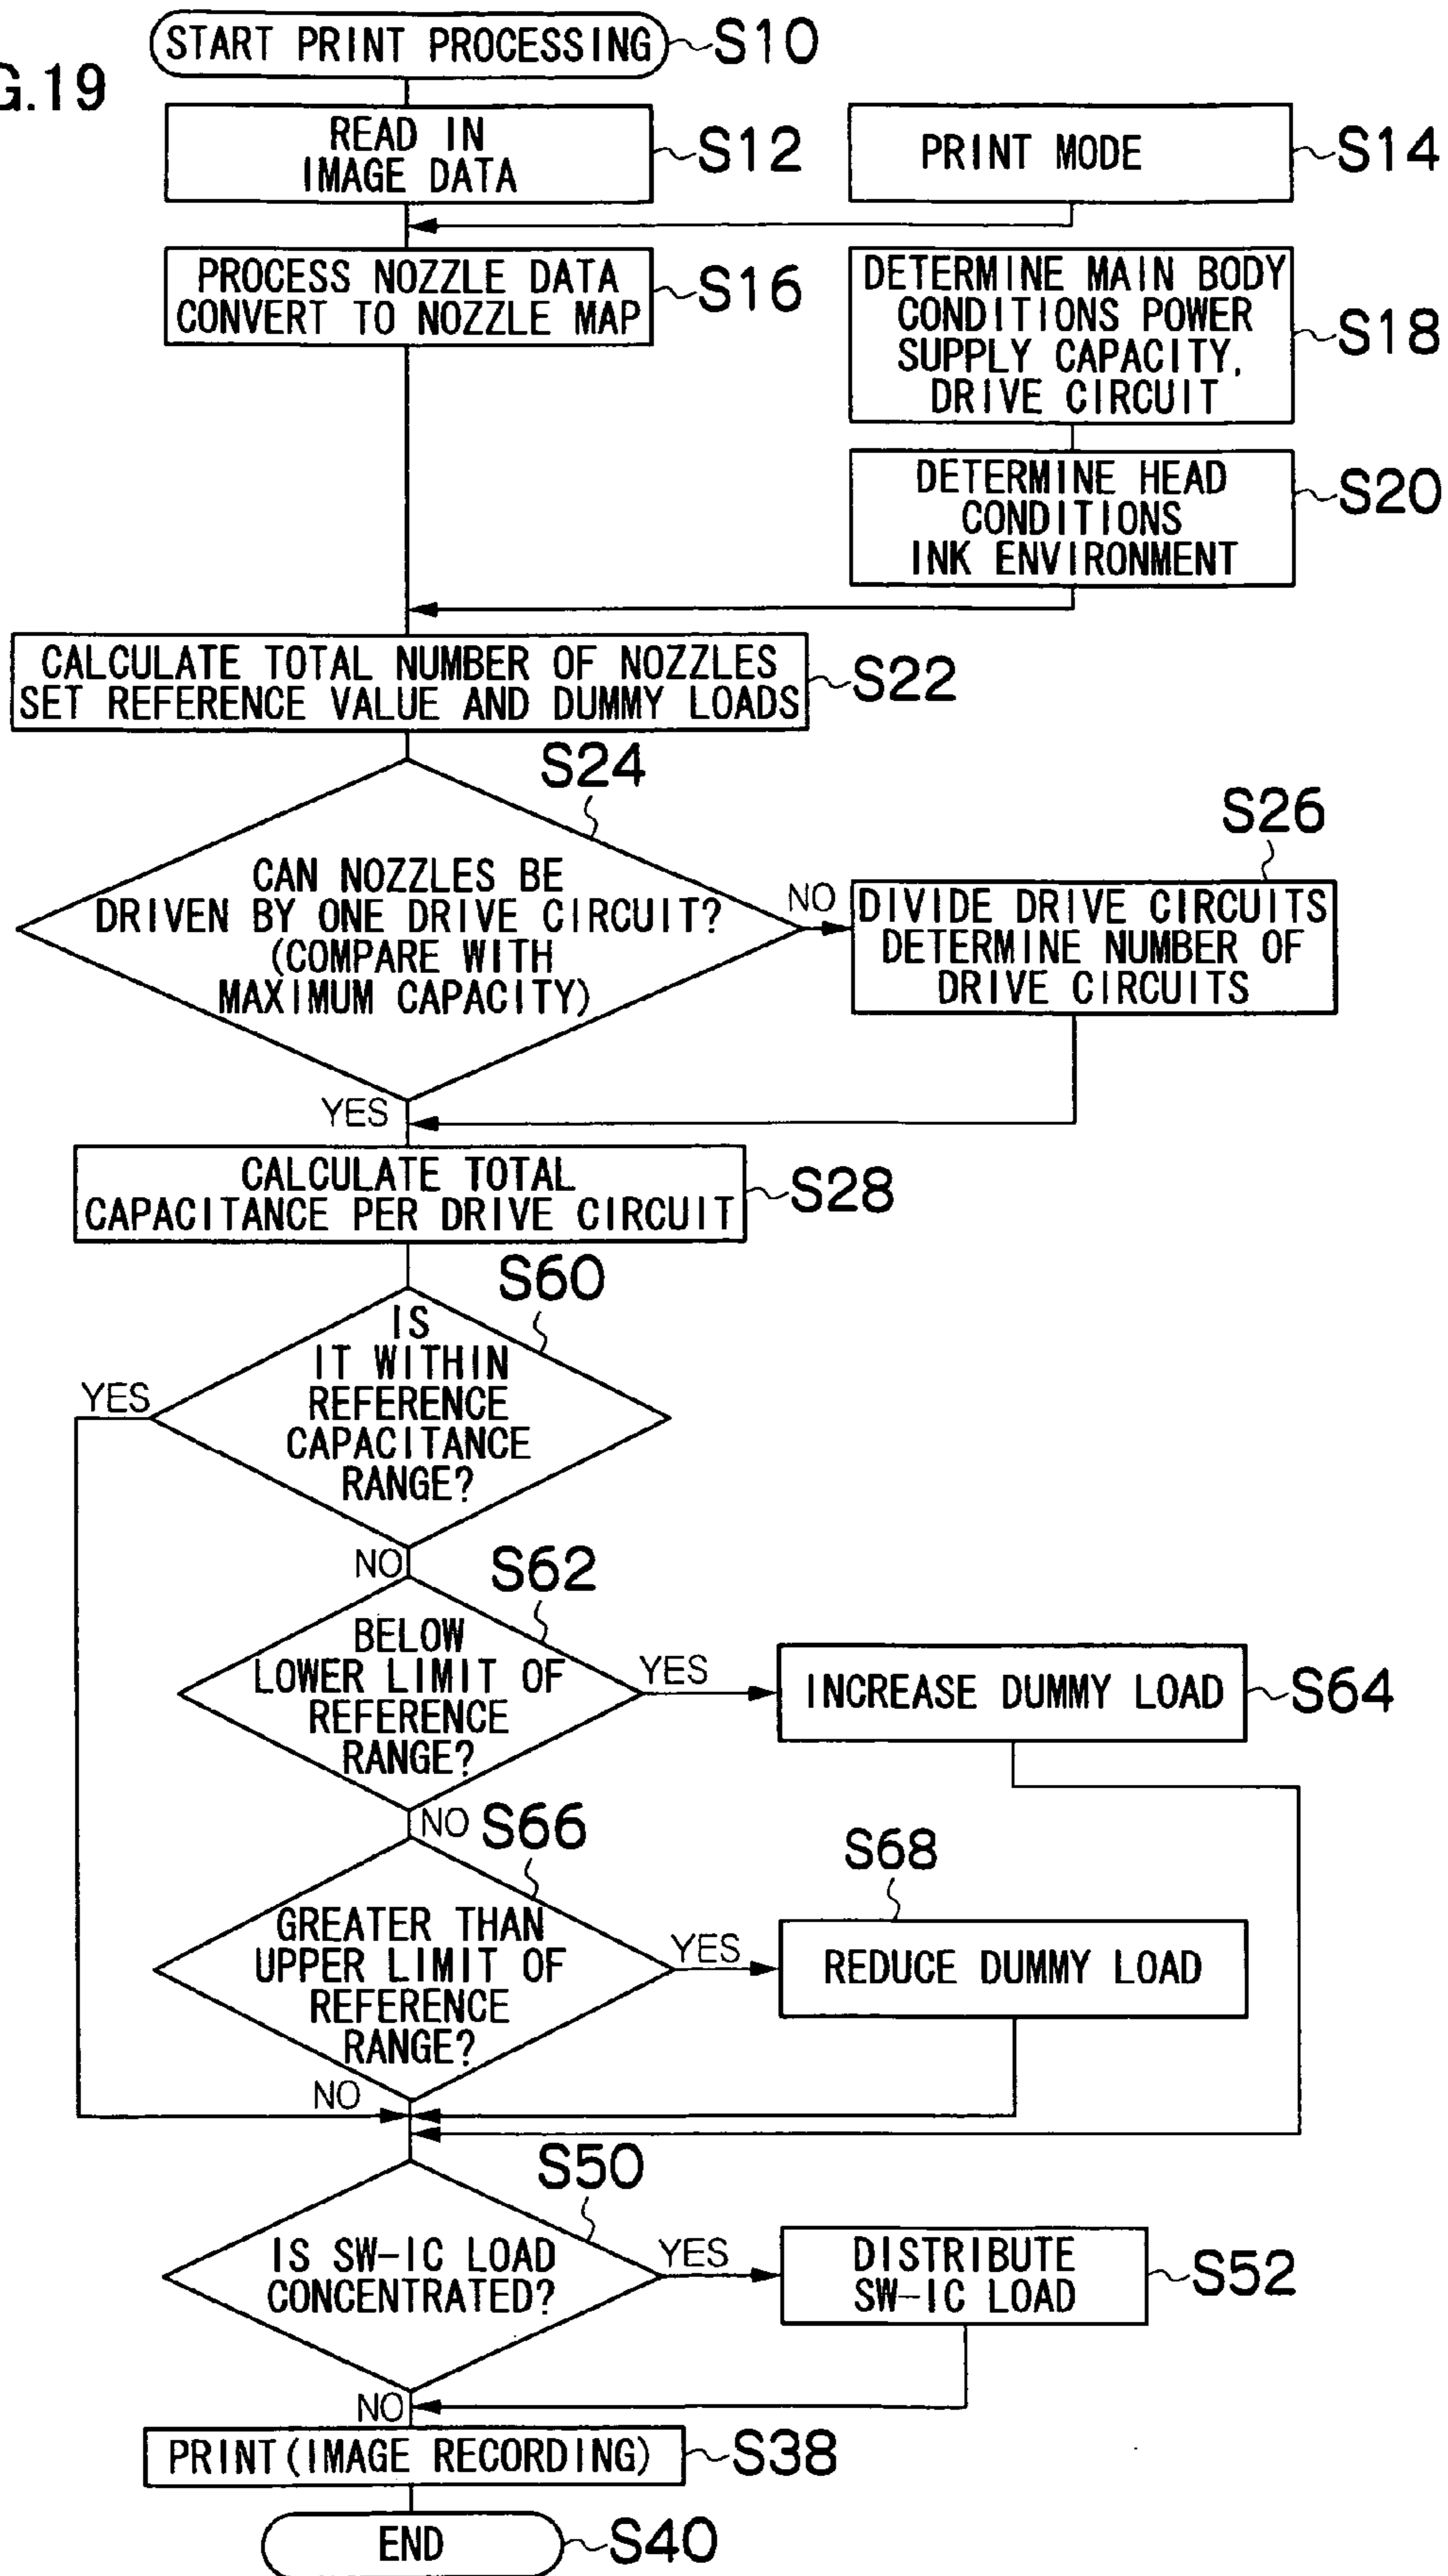 G.19
START PRINT PROCESSING
S10
READ IN
IMAGE DATA
S12
PRINT MODE
S14
PROCESS NOZZLE DATA
CONVERT TO NOZZLE MAP
S16
DETERMINE MAIN BODY
CONDITIONS POWER
SUPPLY CAPACITY,
DRIVE CIRCUIT
S18
DETERMINE HEAD
CONDITIONS
INK ENVIRONMENT
S20
CALCULATE TOTAL NUMBER OF NOZZLES
SET REFERENCE VALUE AND DUMMY LOADS
S22
S24
CAN NOZZLES BE
DRIVEN BY ONE DRIVE CIRCUIT?
(COMPARE WITH
MAXIMUM CAPACITY)
NO
S26
DIVIDE DRIVE CIRCUITS
DETERMINE NUMBER OF
DRIVE CIRCUITS
YES
CALCULATE TOTAL
CAPACITANCE PER DRIVE CIRCUIT
S28
S60
IS
IT WITHIN
REFERENCE
CAPACITANCE
RANGE?
YES
NO
S62
BELOW
LOWER LIMIT OF
REFERENCE
RANGE?
YES
INCREASE DUMMY LOAD
S64
NO
S66
GREATER THAN
UPPER LIMIT OF
REFERENCE
RANGE?
YES
S68
REDUCE DUMMY LOAD
NO
S50
IS SW-IC LOAD
CONCENTRATED?
YES
DISTRIBUTE
SW-IC LOAD
S52
NO
PRINT(IMAGE RECORDING)
S38
END
S40